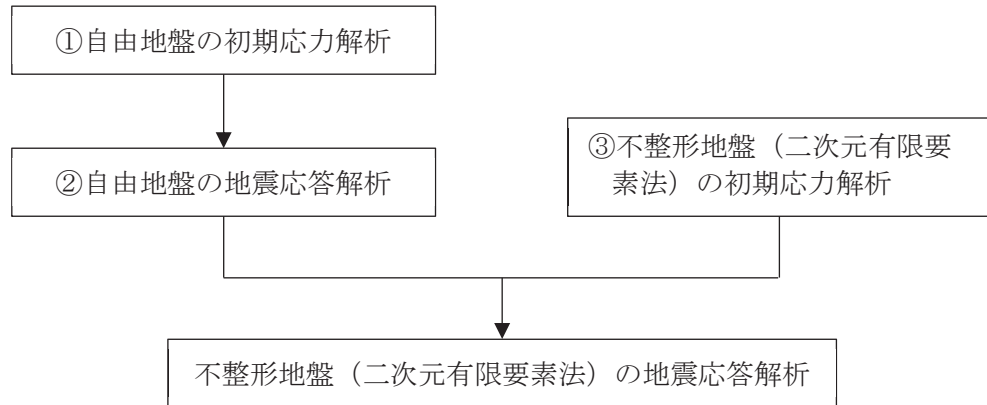 ①自由地盤の初期応力解析
②自由地盤の地震応答解析
③不整形地盤（二次元有限要
素法）の初期応力解析
不整形地盤（二次元有限要素法）の地震応答解析